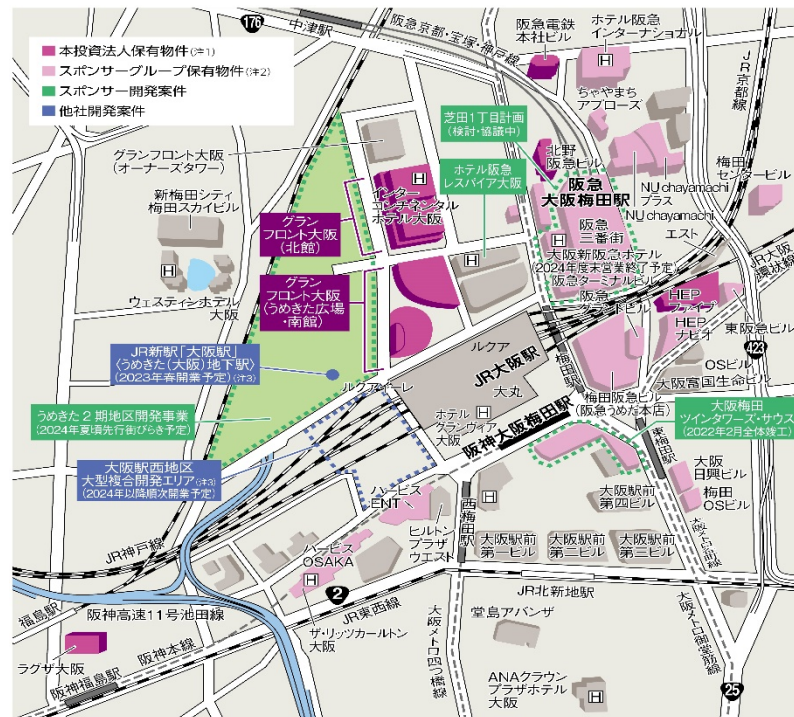 176
中津駅
阪急京都・宝塚・神戸線
阪急電鉄
本社ビル
ホテル阪急
インターナショナル
H
JR京都線
本投資法人保有物件(注1)
スポンサーグループ保有物件(注2)
スポンサー開発案件
他社開発案件
ちゃやまち
アプローズ
芝田1丁目計画
(検討・協議中)
北野
阪急ビル
梅田
センタービル
グランフロント大阪
(オーナーズタワー)
H
インター
コンチネンタル
ホテル大阪
ホテル阪急
レスパイア大阪
阪急
大阪梅田駅
NU chayamachi
プラス
NU chayamachi
新梅田シティ
梅田スカイビル
グラン
フロント大阪
(北館)
阪急
三番街
エスト
H
H
H
大阪新阪急ホテル
(2024年度末営業終了予定)
阪急ターミナルビル
JR大阪
環状線
ウェスティンホテル
大阪
グラン
フロント大阪
(うめきた広場
・南館)
阪急
グランドビル
HEP
ファイブ
HEP
ナビオ
東阪急ビル
423
JR新駅「大阪駅」
〈うめきた(大阪)地下駅〉
(2023年春開業予定)(注3)
ルクア
JR大阪駅
梅田駅
OSビル
大阪富国生命ビル
ルクアイーレ
大丸
梅田阪急ビル
(阪急うめだ本店)
うめきた2期地区開発事業
(2024年夏頃先行街びらき予定)
ホテル
グランヴィア
大阪
H
阪神大阪梅田駅
大阪梅田
ツインタワーズ・サウス
(2022年2月全体竣工)
大阪駅西地区
大型複合開発エリア(注3)
(2024年以降順次開業予定)
東梅田駅
大阪
日興ビル
梅田
OSビル
ハービス
ENT
H
西梅田駅
大阪駅前
第四ビル
JR神戸線
ヒルトン
プラザ
ウエスト
大阪駅前
第一ビル
大阪駅前
第二ビル
大阪駅前
第三ビル
ハービス
OSAKA
H
2
JR北新地駅
福島駅
阪神高速11号池田線
JR東西線
ザ・リッツカールトン
大阪
堂島アバンザ
大阪メトロ谷町線
大阪メトロ御堂筋線
大阪メトロ四つ橋線
ラグザ大阪
阪神本線
阪神福島駅
ANAクラウン
プラザホテル大阪
H
25